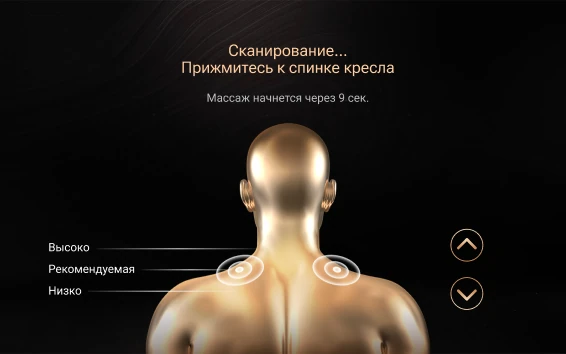 Сканирование...
Прижмитесь к спинке кресла
Массаж начнется через 9 сек.
Высоко
Рекомендуемая
Низко